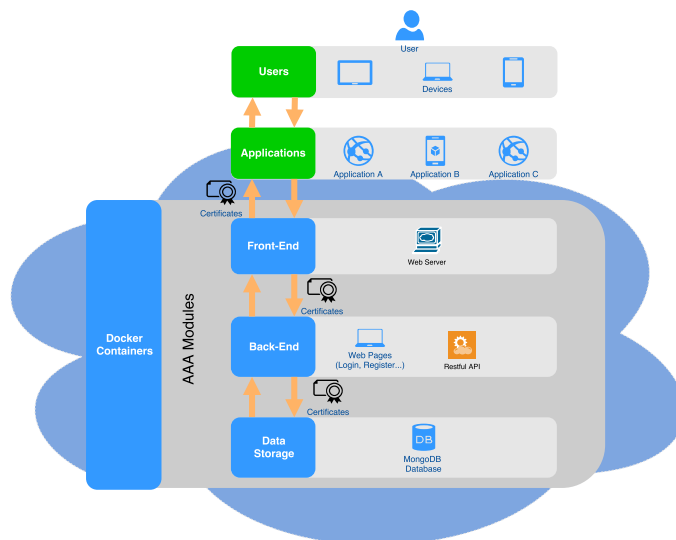 User
Users
Devices
Applications
Application A
Application B
Application C
Certificates
Front-End
Web Server
Certificates
Docker
Containers
AAA Modules
Back-End
Web Pages
(Login, Register...)
Restful API
Certificates
Data
Storage
DB
MongoDB
Database